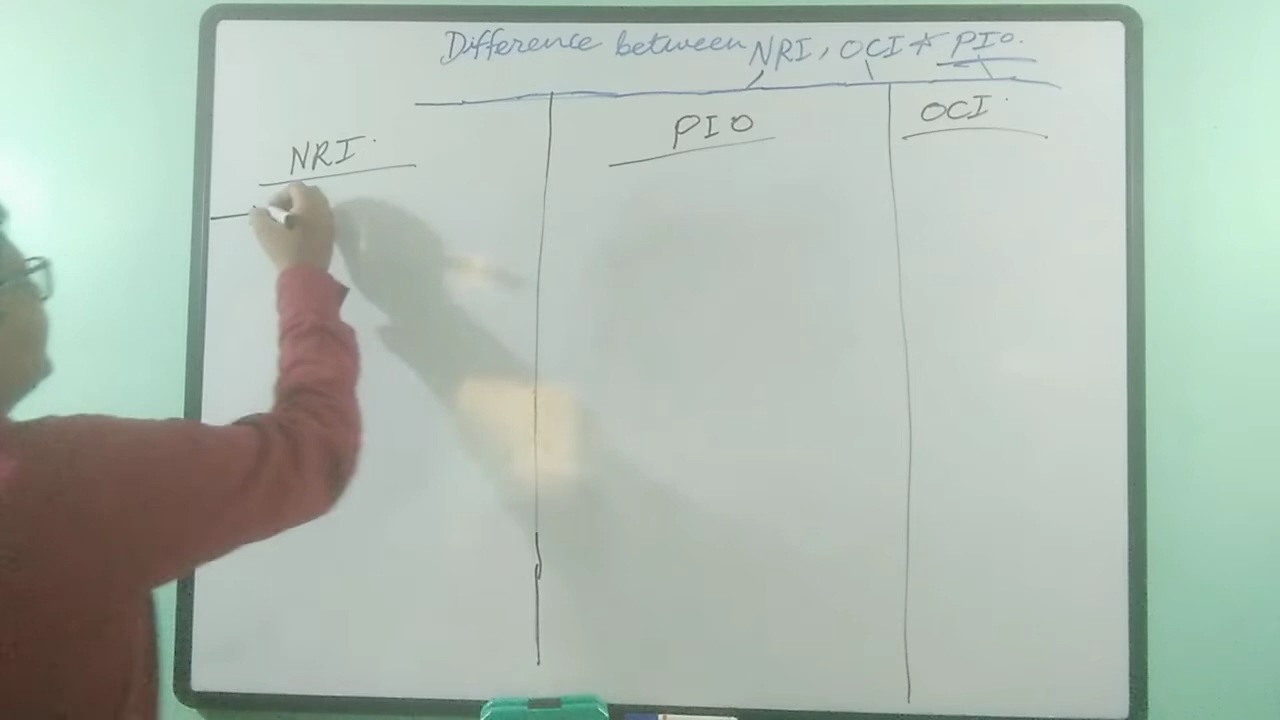 Difference between NRI, OCI & PIO.
NRI.
PIO
OCI.